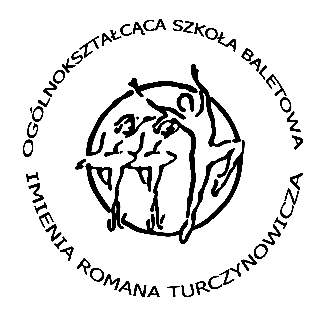 OGÓLNOKSZTAŁCĄCA SZKOŁA BALETOWA
IMIENIA ROMANA TURCZYNOWICZA